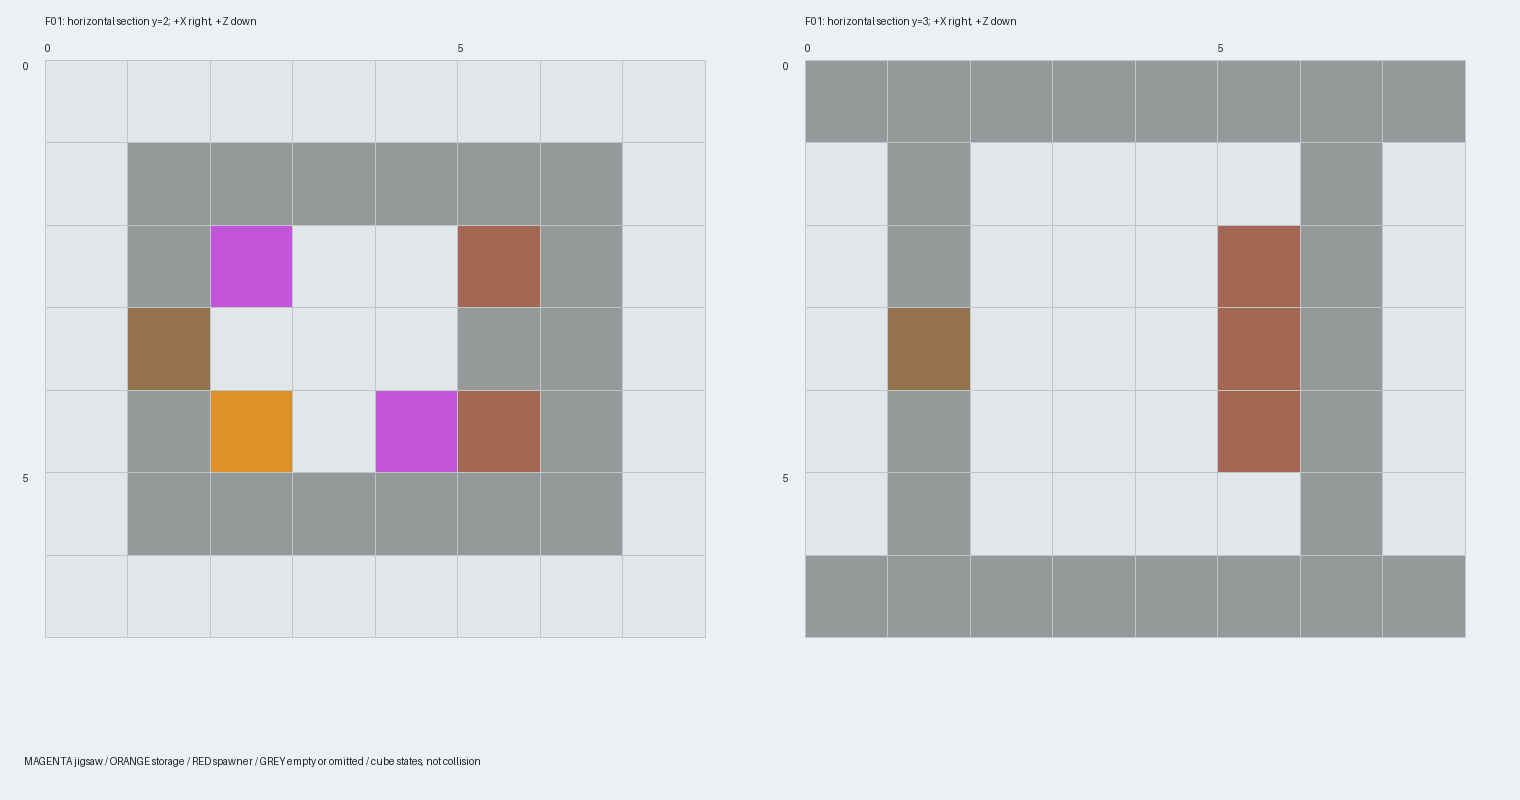 F01: horizontal section y=2; +X right, +Z down
F01: horizontal section y=3; +X right, +Z down
0 5
0 5
0
0
5
5
MAGENTA jigsaw / ORANGE storage / RED spawner / GREY empty or omitted / cube states, not collision